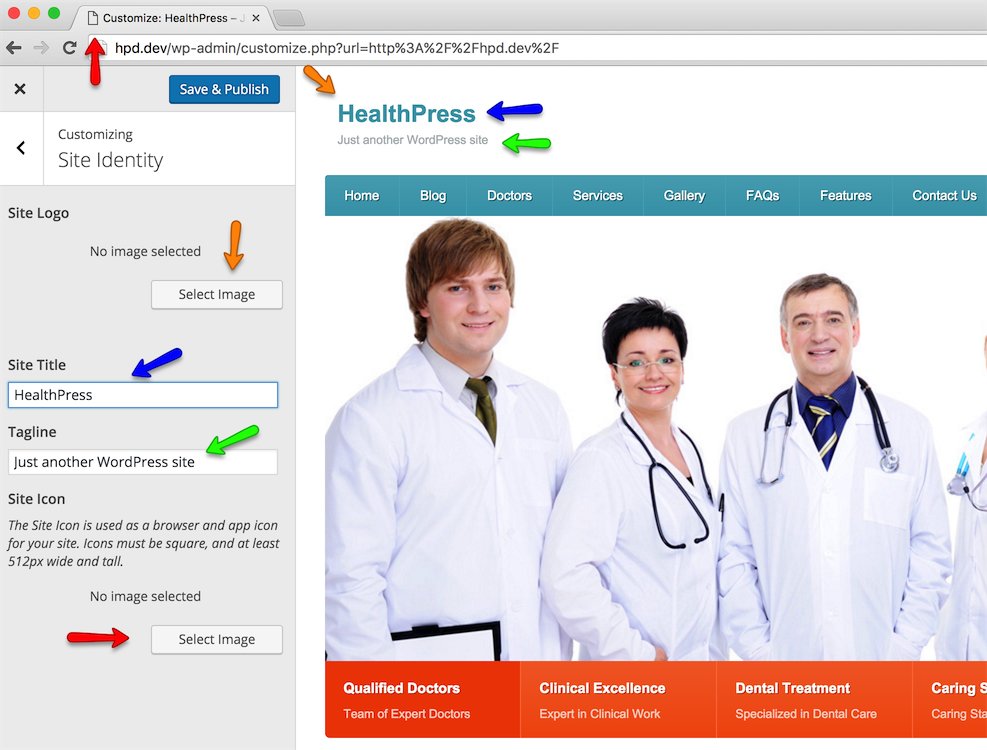 Customize: HealthPress – J
hpd.dev/wp-admin/customize.php?url=http%3A%2F%2Fhpd.dev%2F
Save & Publish
Customizing
Site Identity
Site Logo
No image selected
Select Image
Site Title
HealthPress
Tagline
Just another WordPress site
Site Icon
The Site Icon is used as a browser and app icon
for your site. Icons must be square, and at least
512px wide and tall.
No image selected
Select Image
HealthPress
Just another WordPress site
Home Blog Doctors Services Gallery FAQs Features Contact Us
Qualified Doctors
Team of Expert Doctors
Clinical Excellence
Expert in Clinical Work
Dental Treatment
Specialized in Dental Care
Caring S
Caring Sta